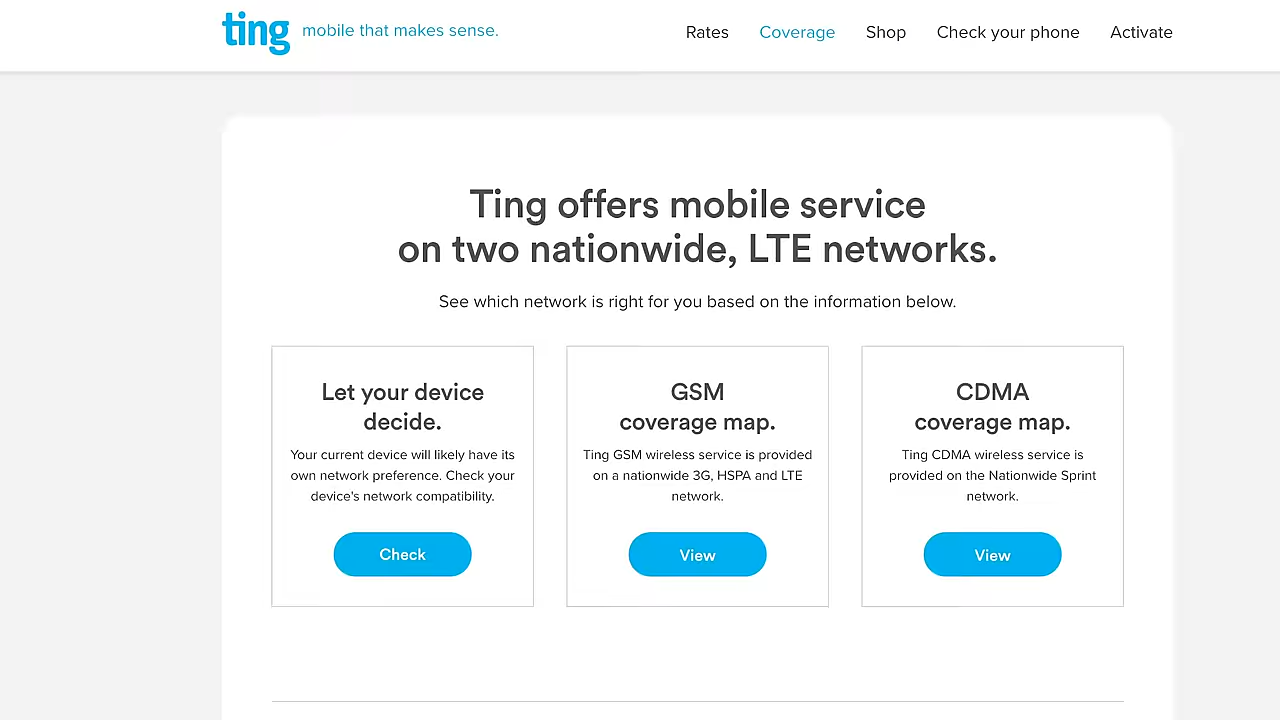 ting mobile that makes sense. Rates Coverage Shop Check your phone Activate
Ting offers mobile service
on two nationwide, LTE networks.
See which network is right for you based on the information below.
Let your device
decide.
Your current device will likely have its
own network preference. Check your
device's network compatibility.
Check
GSM
coverage map.
Ting GSM wireless service is provided
on a nationwide 3G, HSPA and LTE
network.
View
CDMA
coverage map.
Ting CDMA wireless service is
provided on the Nationwide Sprint
network.
View